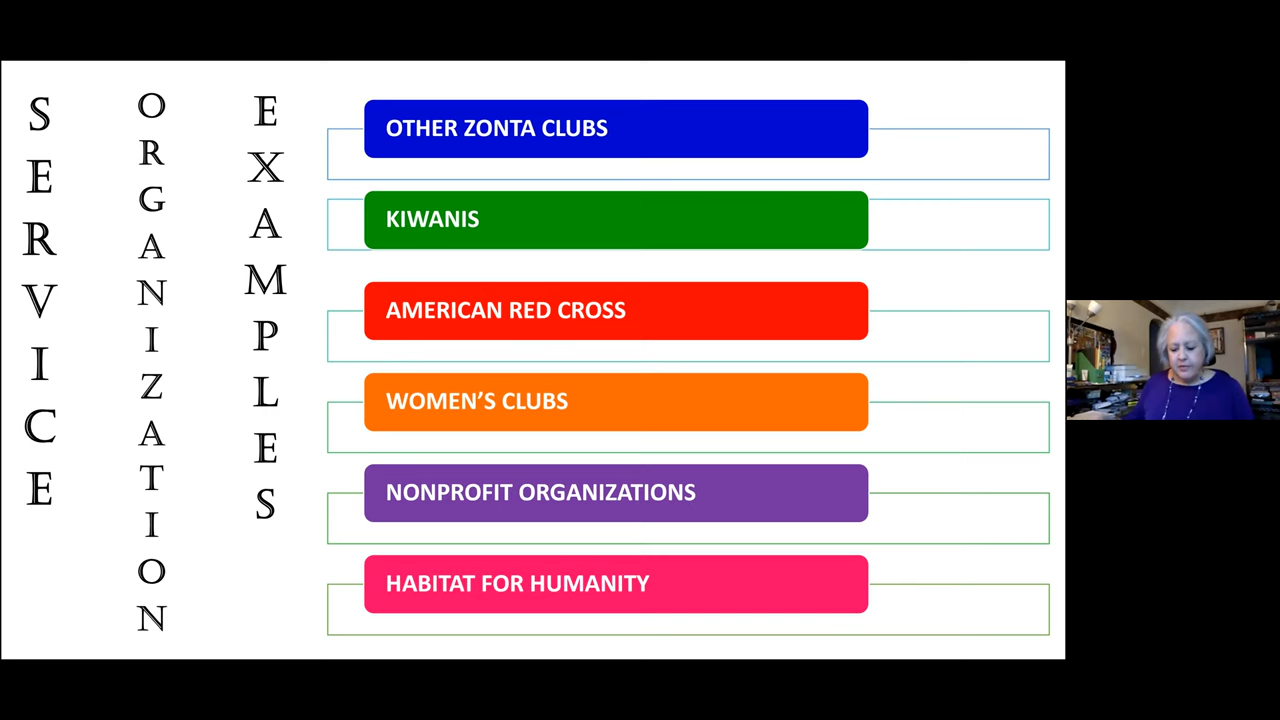 SERVICE
ORGANIZATION
EXAMPLES
OTHER ZONTA CLUBS
KIWANIS
AMERICAN RED CROSS
WOMEN’S CLUBS
NONPROFIT ORGANIZATIONS
HABITAT FOR HUMANITY